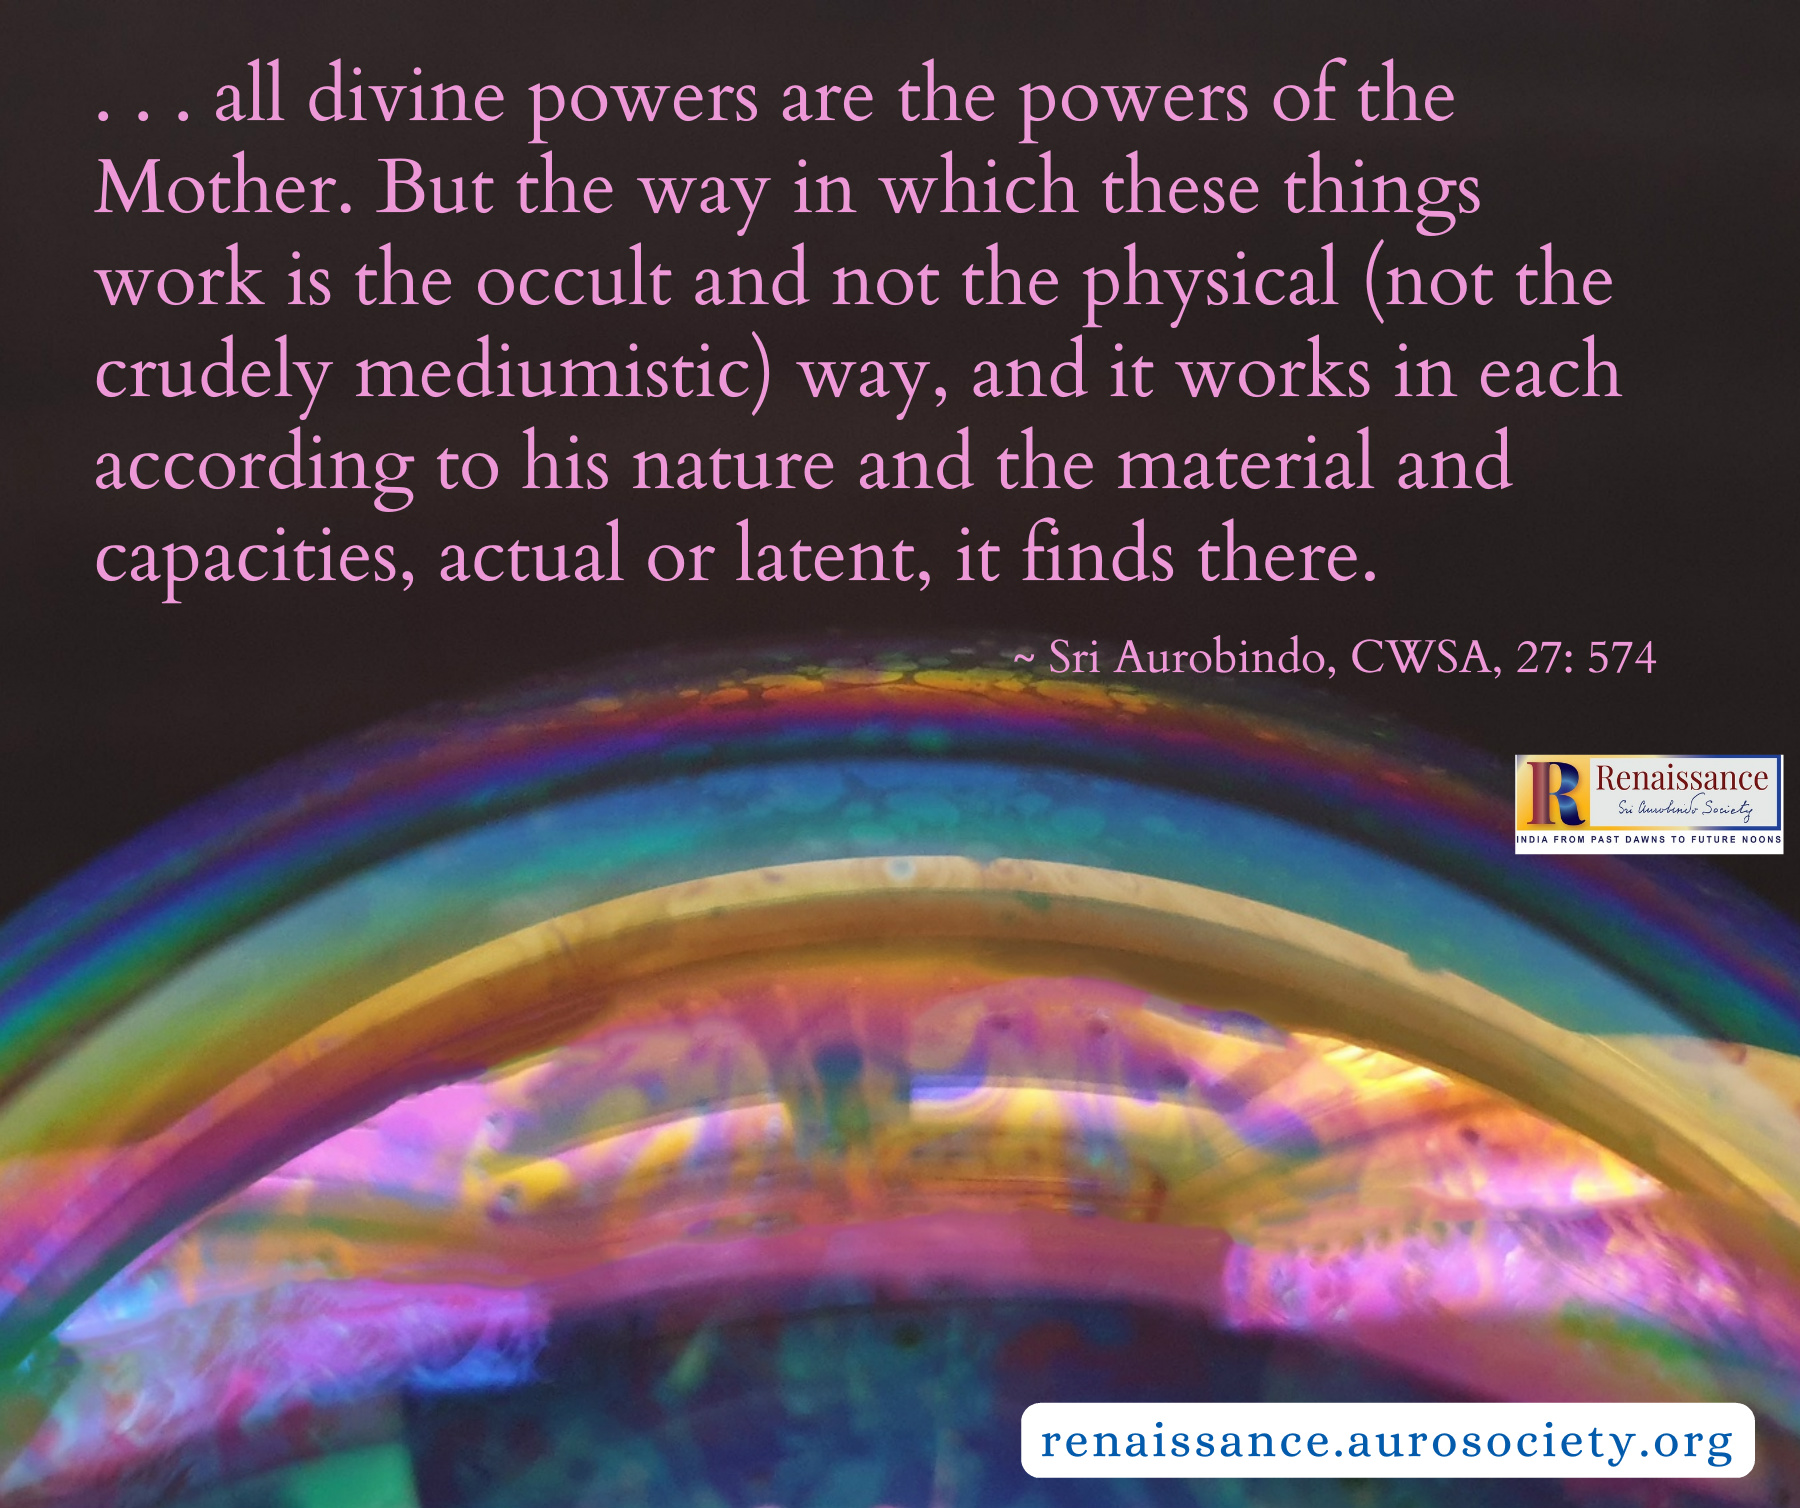 . . . all divine powers are the powers of the
Mother. But the way in which these things
work is the occult and not the physical (not the
crudely mediumistic) way, and it works in each
according to his nature and the material and
capacities, actual or latent, it finds there.
~ Sri Aurobindo, CWSA, 27: 574
R Renaissance
Sri Aurobindo Society
INDIA FROM PAST DAWNS TO FUTURE NOONS
renaissance.aurosociety.org